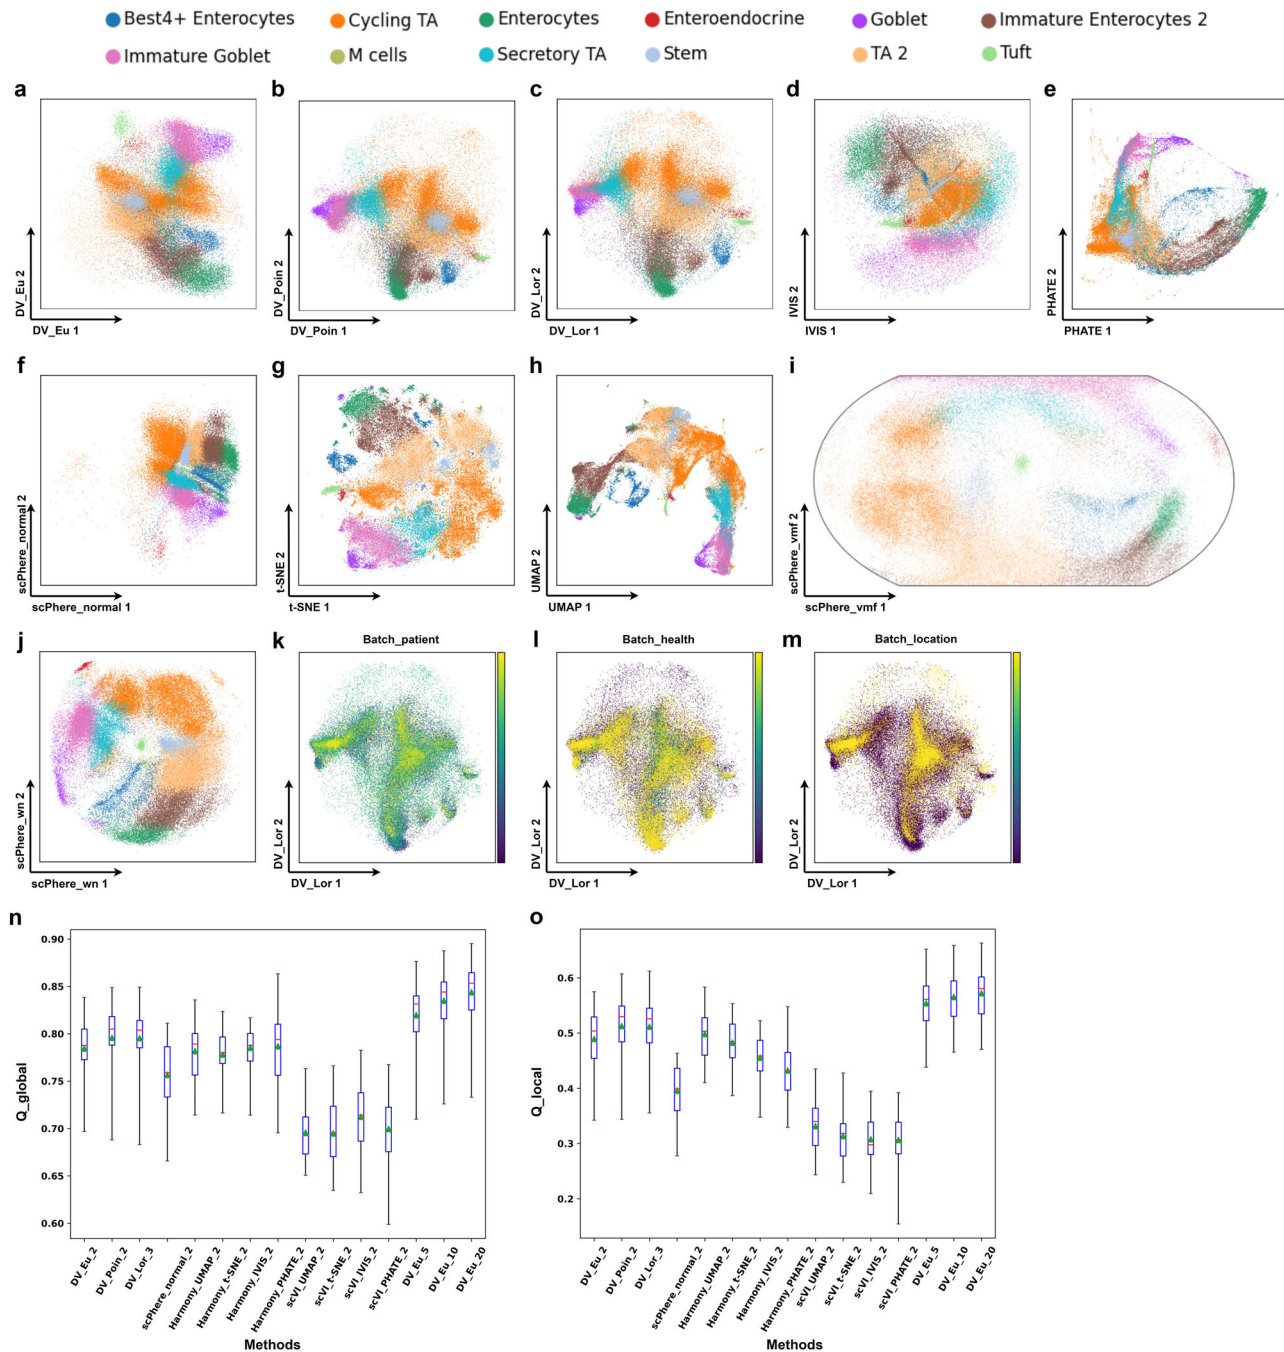 Best4+ Enterocytes Cycling TA Enterocytes Enteroendocrine Goblet Immature Enterocytes 2
Immature Goblet M cells Secretory TA Stem TA 2 Tuft
a b c d e
DV_Eu 2
DV_Eu 1
DV_Poin 2
DV_Poin 1
DV_Lor 2
DV_Lor 1
IVIS 2
IVIS 1
PHATE 2
PHATE 1
f g h i
scPhere_normal 2
scPhere_normal 1
t-SNE 2
t-SNE 1
UMAP 2
UMAP 1
scPhere_vmf 2
scPhere_vmf 1
j k l m
scPhere_wn 2
scPhere_wn 1
Batch_patient
DV_Lor 2
DV_Lor 1
Batch_health
DV_Lor 2
DV_Lor 1
Batch_location
DV_Lor 2
DV_Lor 1
n
Q_global
0.90
0.85
0.80
0.75
0.70
0.65
0.60
DV_Eu_2
DV_Poin_2
DV_Lor_3
scPhere_normal_2
Harmony_UMAP_2
Harmony_t-SNE_2
Harmony_IVIS_2
Harmony_PHATE_2
scVI_UMAP_2
scVI_t-SNE_2
scVI_IVIS_2
scVI_PHATE_2
DV_Eu_5
DV_Eu_10
DV_Eu_20
Methods
o
Q_local
0.6
0.5
0.4
0.3
0.2
DV_Eu_2
DV_Poin_2
DV_Lor_3
scPhere_normal_2
Harmony_UMAP_2
Harmony_t-SNE_2
Harmony_IVIS_2
Harmony_PHATE_2
scVI_UMAP_2
scVI_t-SNE_2
scVI_IVIS_2
scVI_PHATE_2
DV_Eu_5
DV_Eu_10
DV_Eu_20
Methods